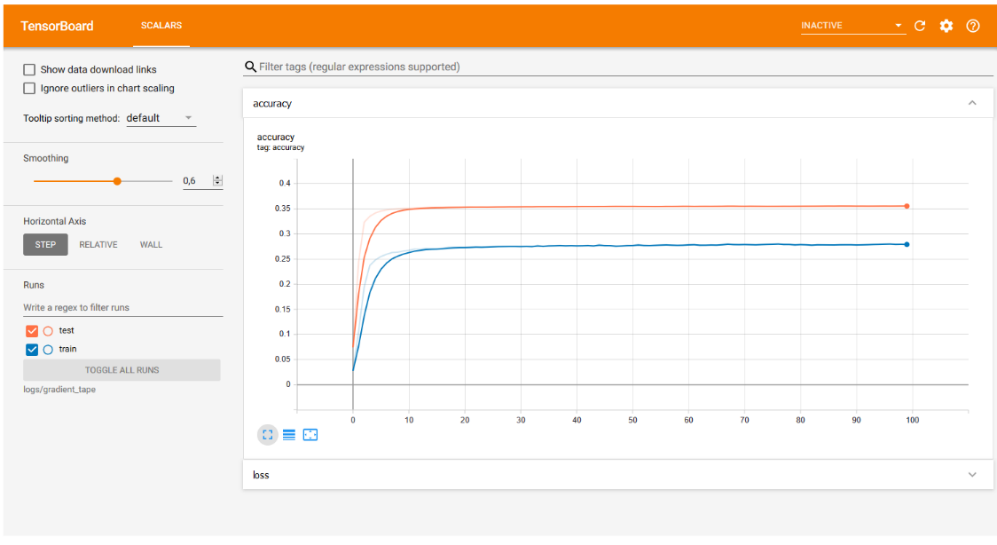 TensorBoard SCALARS INACTIVE
Show data download links
Ignore outliers in chart scaling
Tooltip sorting method: default
Smoothing
0,6
Horizontal Axis
STEP RELATIVE WALL
Runs
Write a regex to filter runs
test
train
TOGGLE ALL RUNS
logs/gradient_tape
Filter tags (regular expressions supported)
accuracy
accuracy
tag: accuracy
0.4
0.35
0.3
0.25
0.2
0.15
0.1
0.05
0
0 10 20 30 40 50 60 70 80 90 100
loss